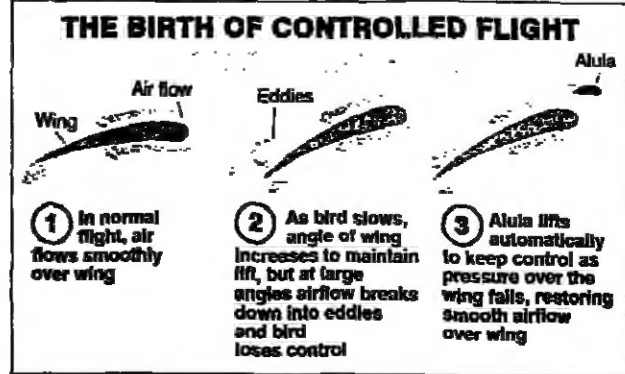 THE BIRTH OF CONTROLLED FLIGHT
Alula
Air flow
Eddies
Wing
1 In normal
flight, air
flows smoothly
over wing
2 As bird slows,
angle of wing
increases to maintain
lift, but at large
angles airflow breaks
down into eddies
and bird
loses control
3 Alula lifts
automatically
to keep control as
pressure over the
wing falls, restoring
smooth airflow
over wing